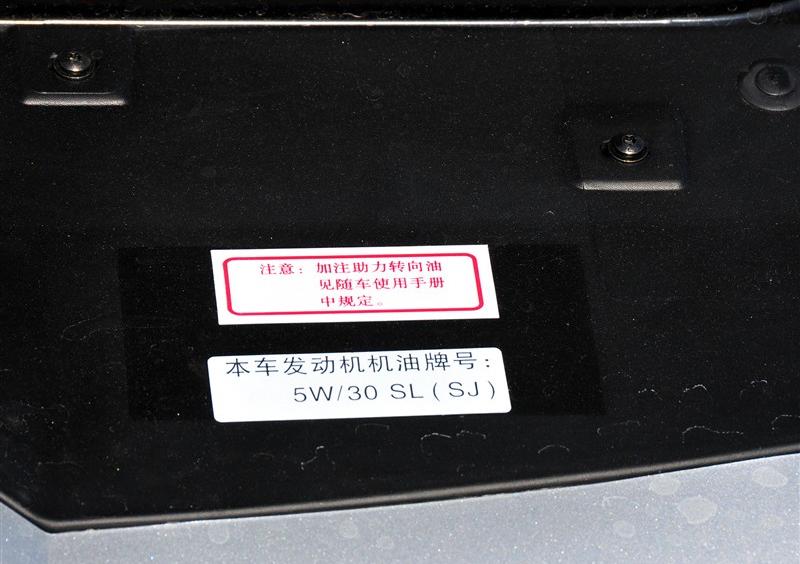 注意：加注助力转向油
见随车使用手册
中规定。
本车发动机机油牌号：
5W/30 SL(SJ)